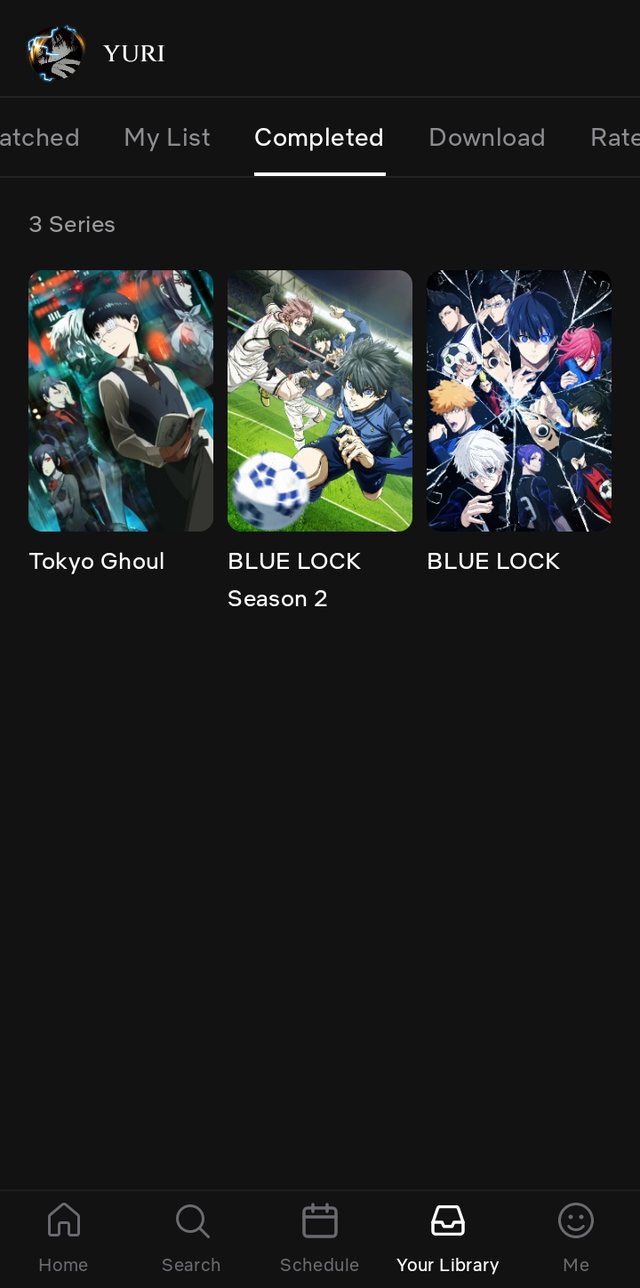 YURI
atched My List Completed Download Rate
3 Series
Tokyo Ghoul
BLUE LOCK
Season 2
BLUE LOCK
Home Search Schedule Your Library Me